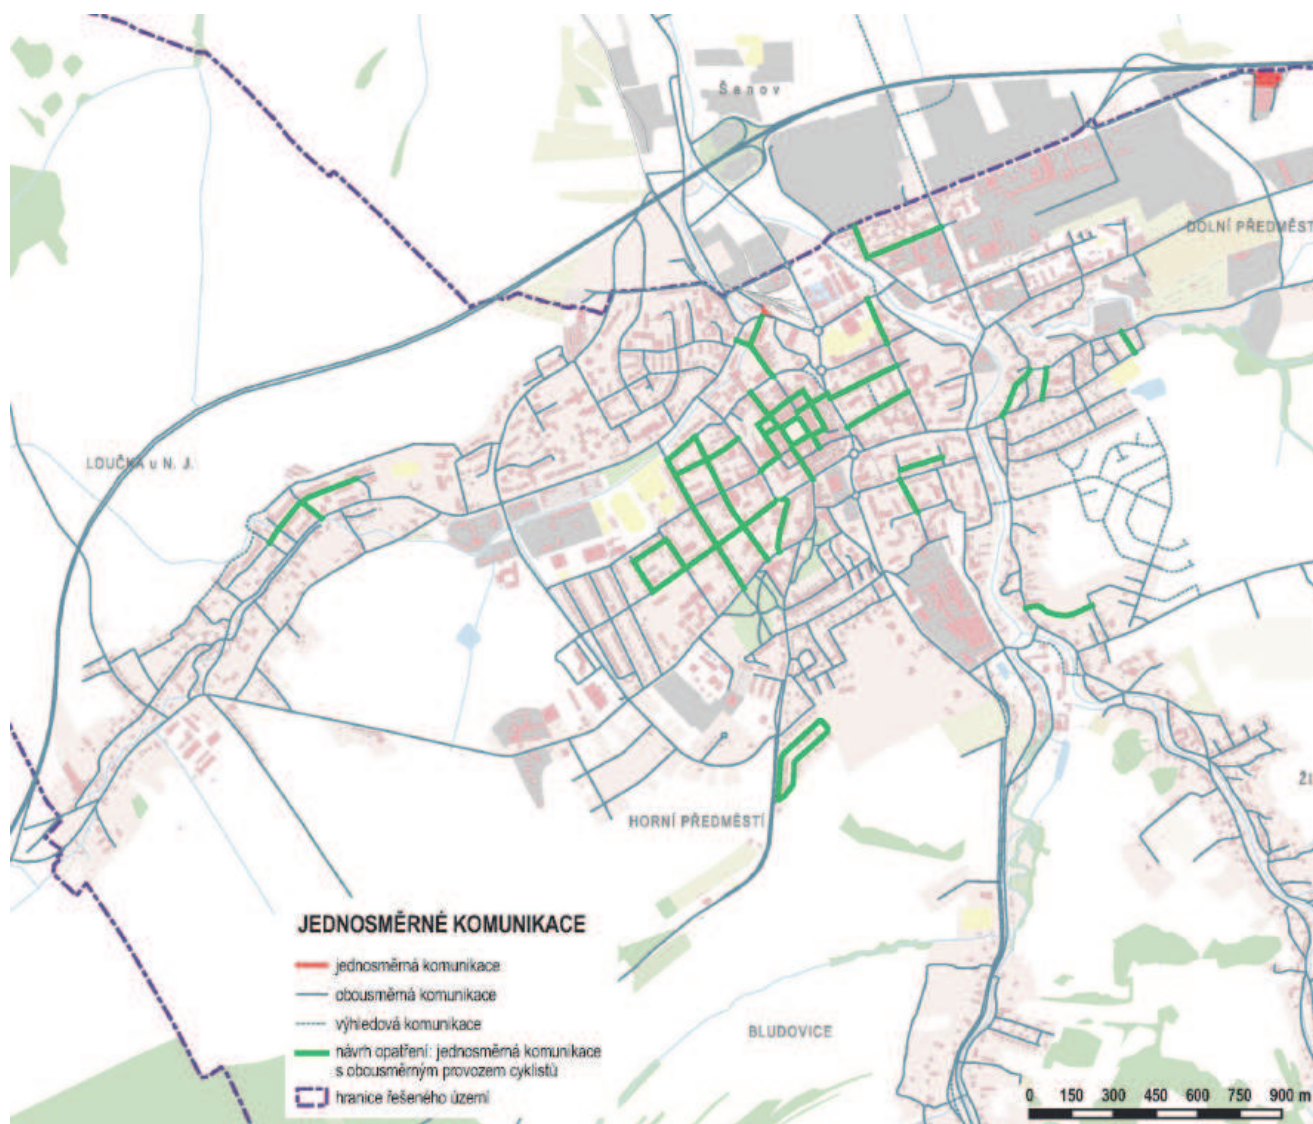 Šenov
DOLNÍ PŘEDMĚST
LOUČKA u N. J.
ŽI
HORNÍ PŘEDMĚSTÍ
JEDNOSMĚRNÉ KOMUNIKACE
jednosměrná komunikace
obousměrná komunikace
výhledová komunikace
návrh opatření: jednosměrná komunikace
s obousměrným provozem cyklistů
hranice řešeného území
BLUDOVICE
0 150 300 450 600 750 900 m